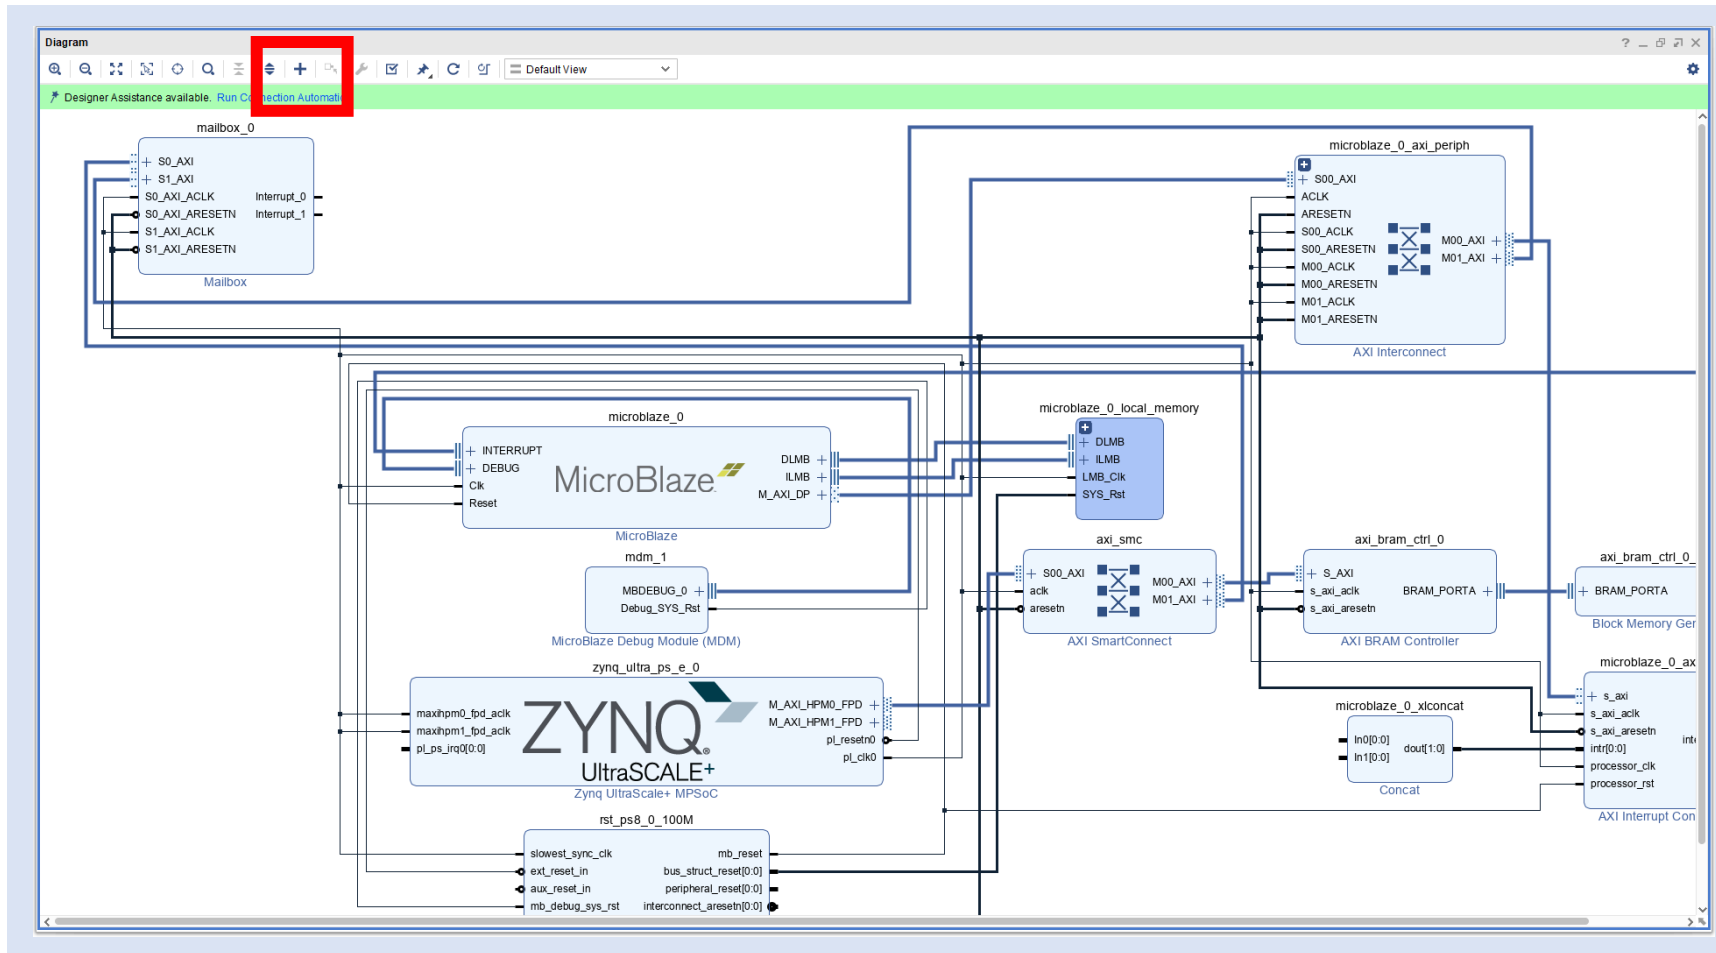 Diagram
Default View
Designer Assistance available. Run Connection Automatic
mailbox_0
S0_AXI
S1_AXI
S0_AXI_ACLK Interrupt_0
S0_AXI_ARESETN Interrupt_1
S1_AXI_ACLK
S1_AXI_ARESETN
Mailbox
microblaze_0_axi_periph
S00_AXI
ACLK
ARESETN
S00_ACLK
S00_ARESETN M00_AXI
M00_ACLK M01_AXI
M00_ARESETN
M01_ACLK
M01_ARESETN
AXI Interconnect
microblaze_0
INTERRUPT
DEBUG
Clk
Reset
MicroBlaze
DLMB
ILMB
M_AXI_DP
MicroBlaze
microblaze_0_local_memory
DLMB
ILMB
LMB_Clk
SYS_Rst
mdm_1
MBDEBUG_0
Debug_SYS_Rst
MicroBlaze Debug Module (MDM)
axi_smc
S00_AXI
aclk
aresetn
M00_AXI
M01_AXI
AXI SmartConnect
axi_bram_ctrl_0
S_AXI
s_axi_aclk BRAM_PORTA
s_axi_aresetn
AXI BRAM Controller
axi_bram_ctrl_0_
BRAM_PORTA
Block Memory Ger
zynq_ultra_ps_e_0
maxihpm0_fpd_aclk
maxihpm1_fpd_aclk
pl_ps_irq0[0:0]
ZYNQ
UltraSCALE+
M_AXI_HPM0_FPD
M_AXI_HPM1_FPD
pl_resetn0
pl_clk0
Zynq UltraScale+ MPSoC
microblaze_0_xlconcat
In0[0:0]
In1[0:0]
dout[1:0]
Concat
microblaze_0_ax
s_axi
s_axi_aclk
s_axi_aresetn
intr[0:0] inte
processor_clk
processor_rst
AXI Interrupt Con
rst_ps8_0_100M
slowest_sync_clk mb_reset
ext_reset_in bus_struct_reset[0:0]
aux_reset_in peripheral_reset[0:0]
mb_debug_sys_rst interconnect_aresetn[0:0]